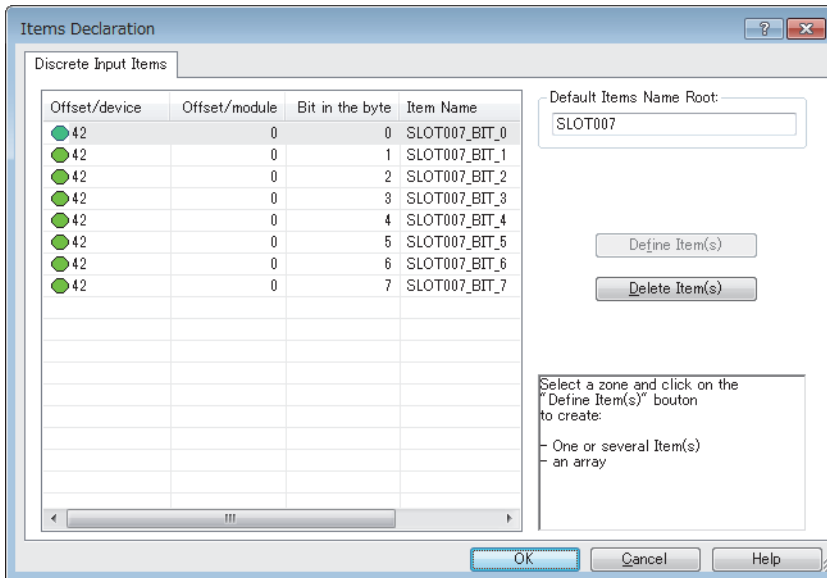 Items Declaration
Discrete Input Items
Offset/device Offset/module Bit in the byte Item Name
42 0 0 SLOT007_BIT_0
42 0 1 SLOT007_BIT_1
42 0 2 SLOT007_BIT_2
42 0 3 SLOT007_BIT_3
42 0 4 SLOT007_BIT_4
42 0 5 SLOT007_BIT_5
42 0 6 SLOT007_BIT_6
42 0 7 SLOT007_BIT_7
Default Items Name Root:
SLOT007
Define Item(s)
Delete Item(s)
Select a zone and click on the
"Define Item(s)" bouton
to create:
- One or several Item(s)
- an array
OK Cancel Help